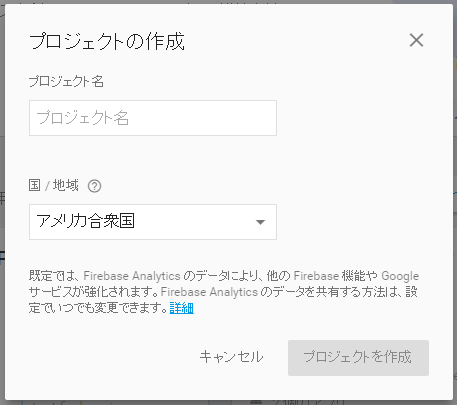 プロジェクトの作成
プロジェクト名
プロジェクト名
国 / 地域
アメリカ合衆国
既定では、Firebase Analytics のデータにより、他の Firebase 機能や Google
サービスが強化されます。Firebase Analytics のデータを共有する方法は、設
定でいつでも変更できます。詳細
キャンセル
プロジェクトを作成